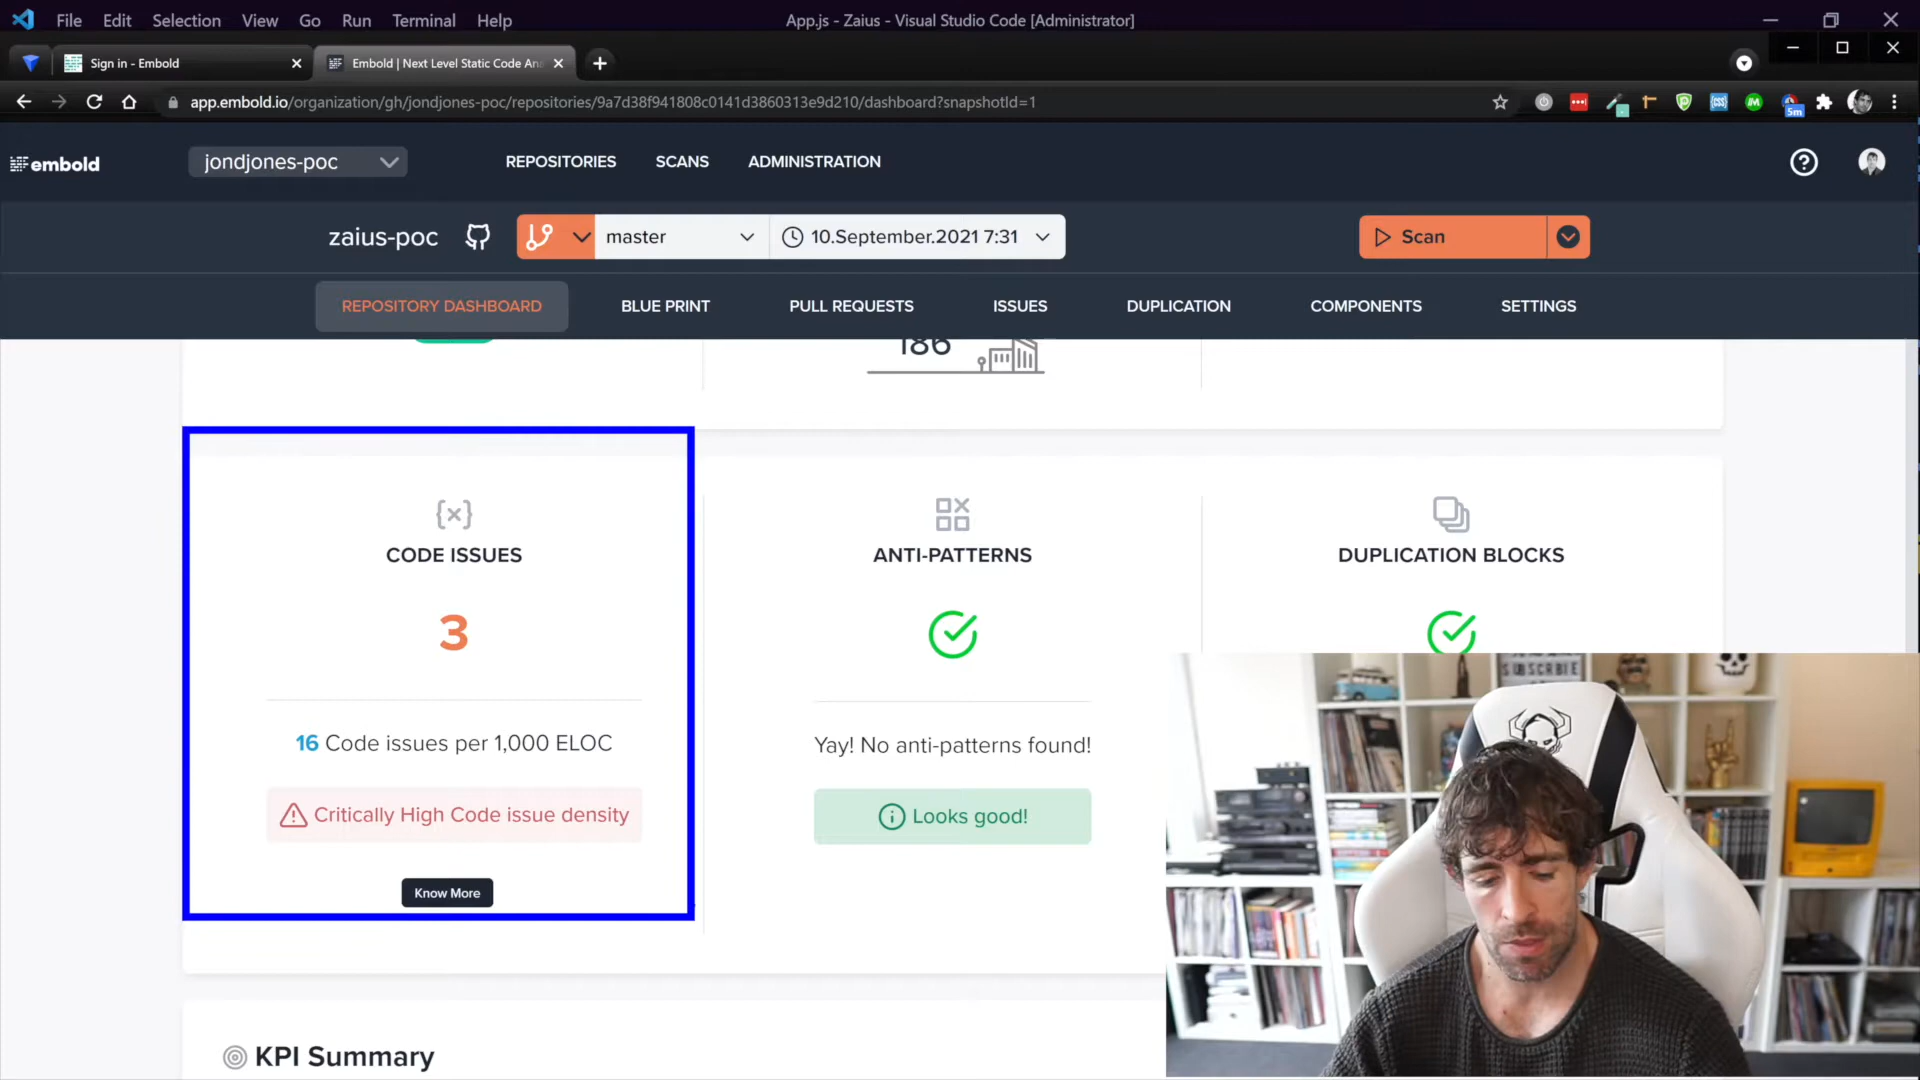 File Edit Selection View Go Run Terminal Help
App.js - Zaius - Visual Studio Code [Administrator]
Sign in - Embold
Embold | Next Level Static Code Ana
app.embold.io/organization/gh/jondjones-poc/repositories/9a7d38f941808c0141d3860313e9d210/dashboard?snapshotId=1
5m
embold
jondjones-poc
REPOSITORIES
SCANS
ADMINISTRATION
zaius-poc
master
10.September.2021 7:31
Scan
REPOSITORY DASHBOARD
BLUE PRINT
PULL REQUESTS
ISSUES
DUPLICATION
COMPONENTS
SETTINGS
186
CODE ISSUES
3
16 Code issues per 1,000 ELOC
Critically High Code issue density
Know More
ANTI-PATTERNS
Yay! No anti-patterns found!
Looks good!
DUPLICATION BLOCKS
SUBSCRIBE
KPI Summary